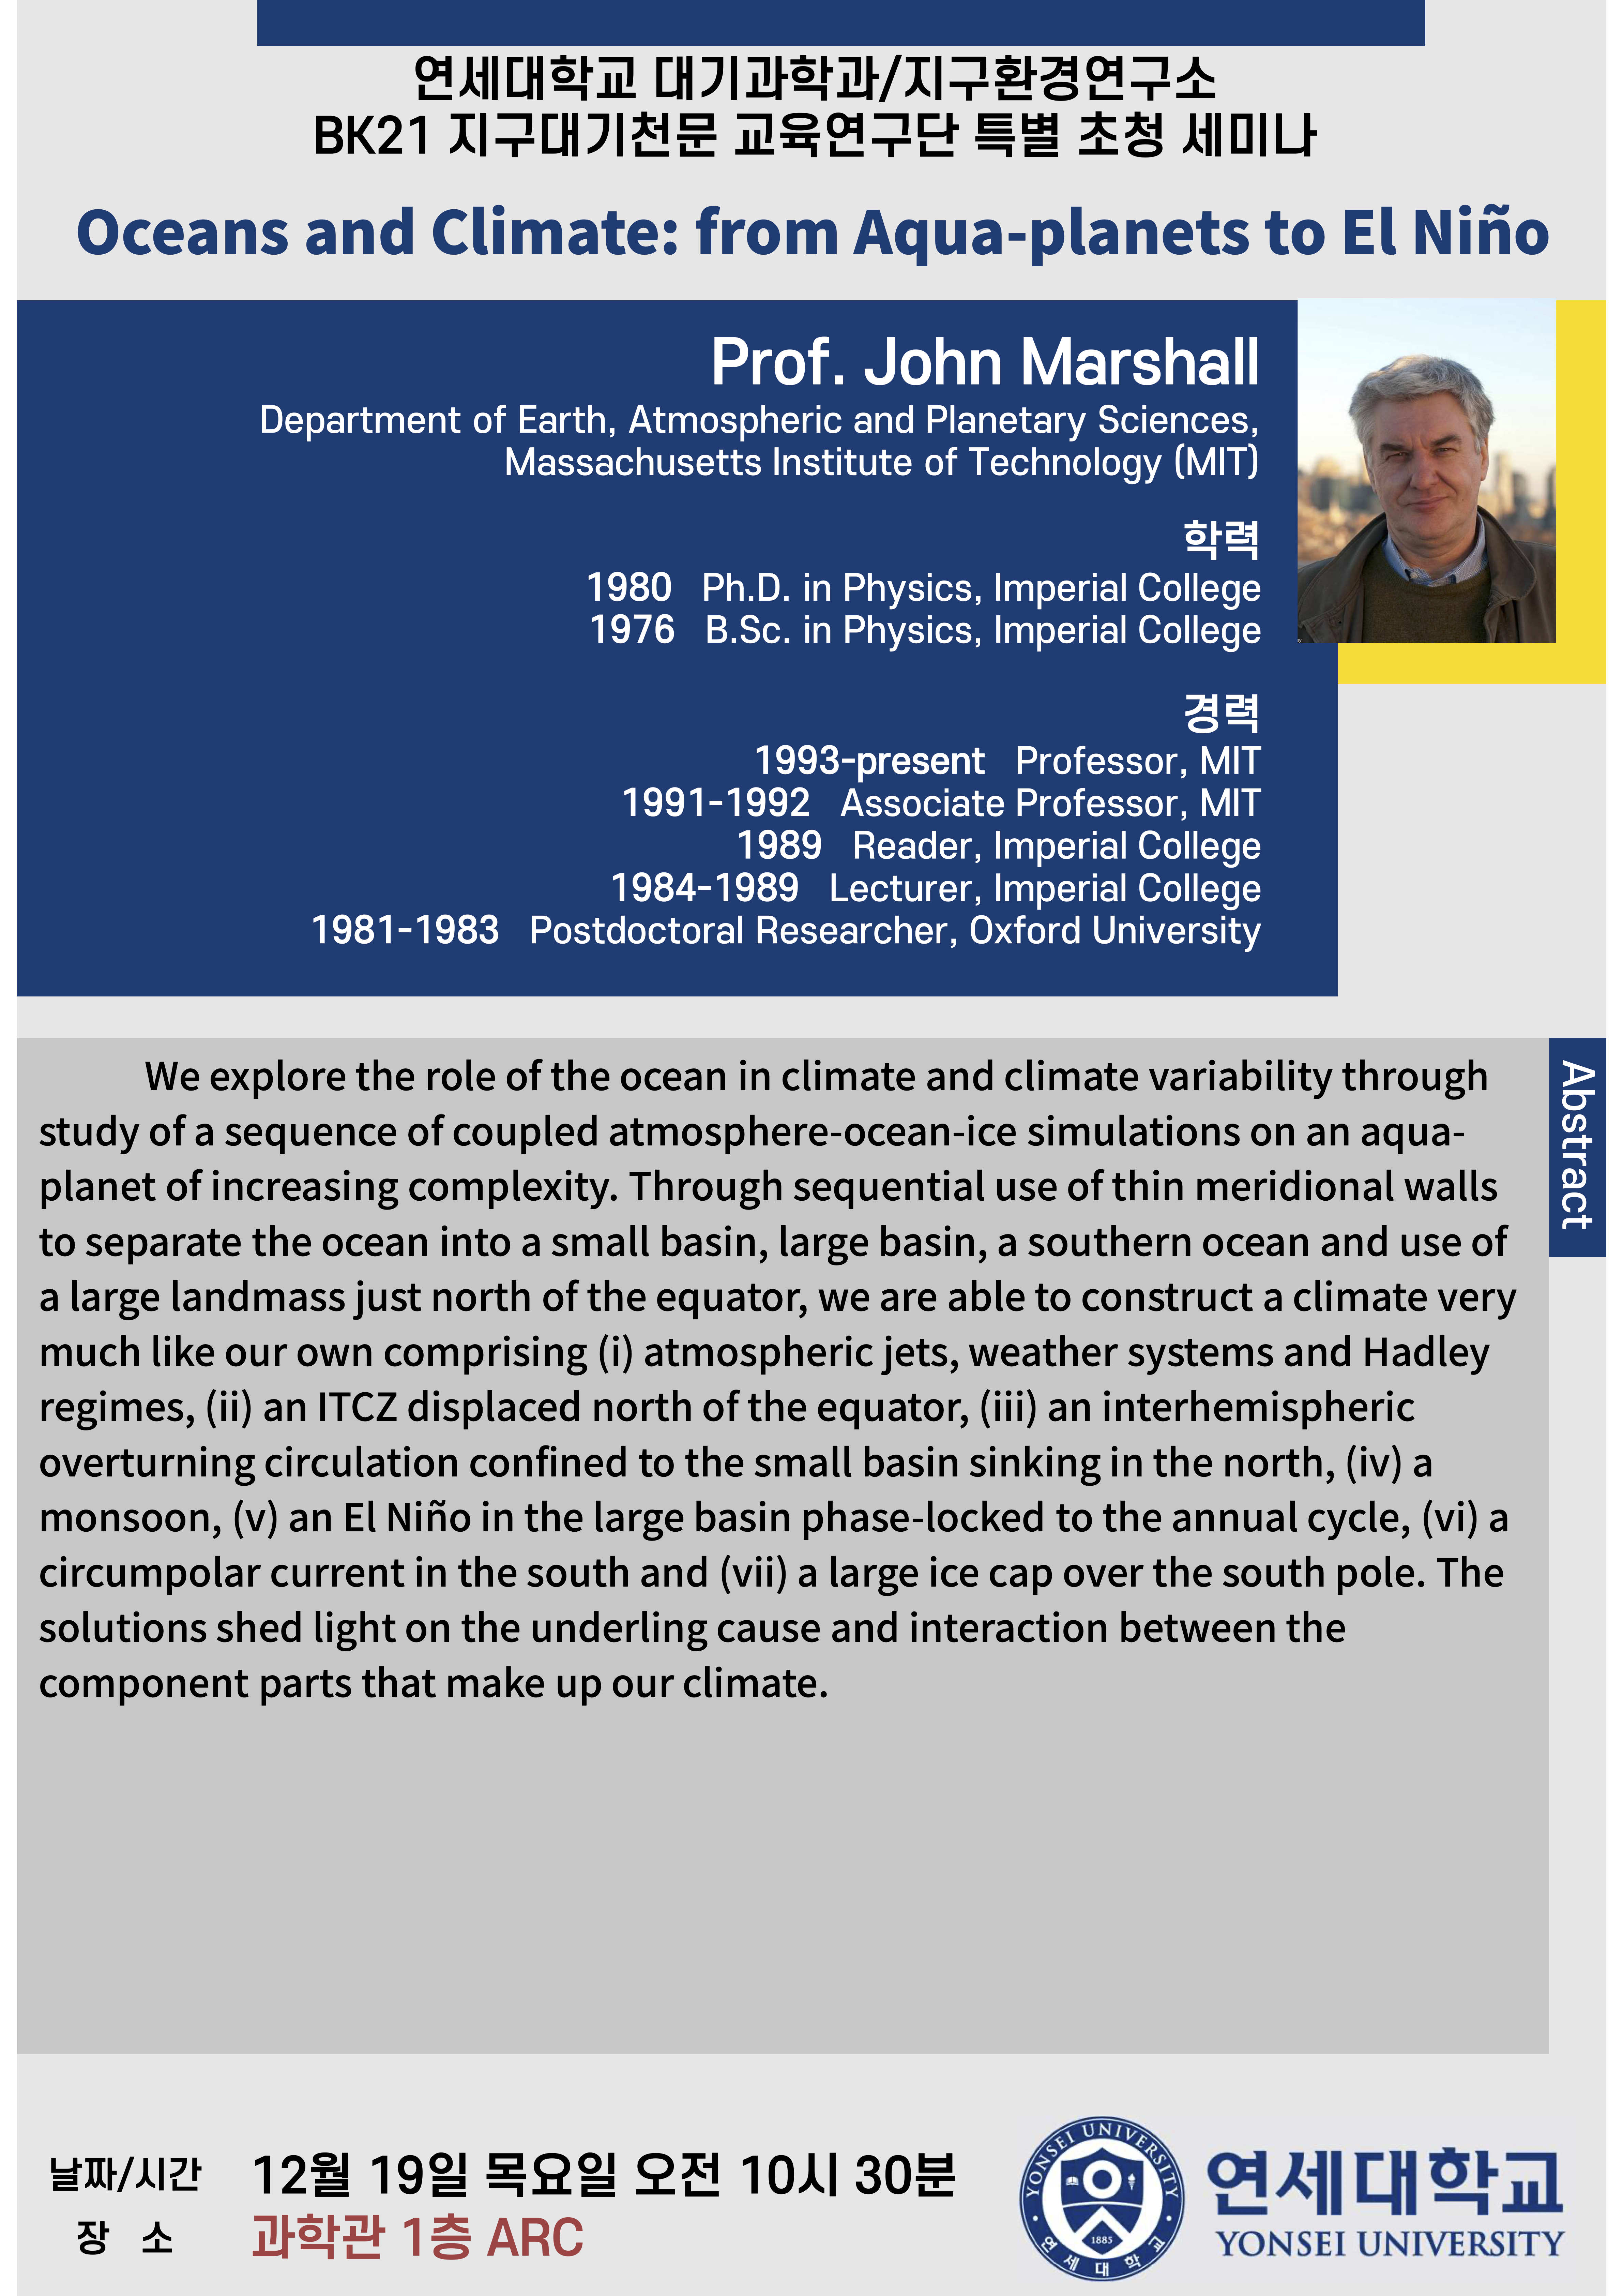 연세대학교 대기과학과/지구환경연구소
BK21 지구대기천문 교육연구단 특별 초청 세미나
Oceans and Climate: from Aqua-planets to El Niño
Prof. John Marshall
Department of Earth, Atmospheric and Planetary Sciences,
Massachusetts Institute of Technology (MIT)
학력
1980 Ph.D. in Physics, Imperial College
1976 B.Sc. in Physics, Imperial College
경력
1993-present Professor, MIT
1991-1992 Associate Professor, MIT
1989 Reader, Imperial College
1984-1989 Lecturer, Imperial College
1981-1983 Postdoctoral Researcher, Oxford University
Abstract
We explore the role of the ocean in climate and climate variability through
study of a sequence of coupled atmosphere-ocean-ice simulations on an aqua-
planet of increasing complexity. Through sequential use of thin meridional walls
to separate the ocean into a small basin, large basin, a southern ocean and use of
a large landmass just north of the equator, we are able to construct a climate very
much like our own comprising (i) atmospheric jets, weather systems and Hadley
regimes, (ii) an ITCZ displaced north of the equator, (iii) an interhemispheric
overturning circulation confined to the small basin sinking in the north, (iv) a
monsoon, (v) an El Niño in the large basin phase-locked to the annual cycle, (vi) a
circumpolar current in the south and (vii) a large ice cap over the south pole. The
solutions shed light on the underling cause and interaction between the
component parts that make up our climate.
날짜/시간 12월 19일 목요일 오전 10시 30분
장 소 과학관 1층 ARC
YONSEI UNIVERSITY
1885
연세대학교
연세대학교
YONSEI UNIVERSITY